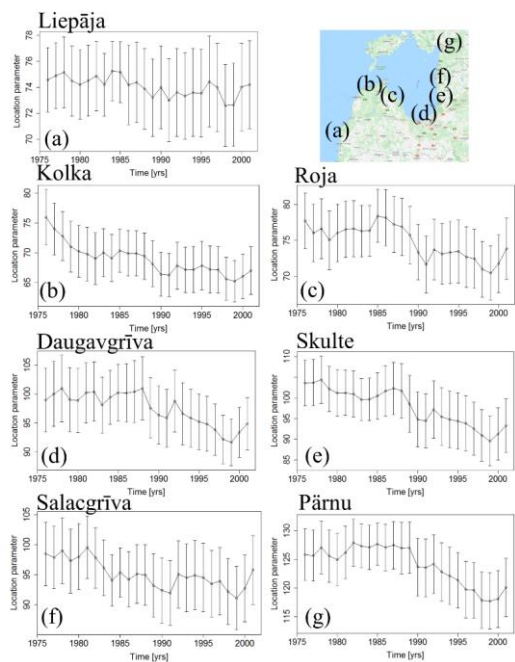 Liepāja
78
76
74
72
70
Location parameter
1975 1980 1985 1990 1995 2000
Time [yrs]
(a)
(g)
(f)
(b)
(e)
(c)
(d)
(a)
Kolka
80
75
70
65
Location parameter
1975 1980 1985 1990 1995 2000
Time [yrs]
(b)
Roja
80
75
70
Location parameter
1975 1980 1985 1990 1995 2000
Time [yrs]
(c)
Daugavgrīva
105
100
95
90
Location parameter
1975 1980 1985 1990 1995 2000
Time [yrs]
(d)
Skulte
110
105
100
95
90
85
Location parameter
1975 1980 1985 1990 1995 2000
Time [yrs]
(e)
Salacgrīva
105
100
95
90
Location parameter
1975 1980 1985 1990 1995 2000
Time [yrs]
(f)
Pärnu
130
125
120
115
Location parameter
1975 1980 1985 1990 1995 2000
Time [yrs]
(g)